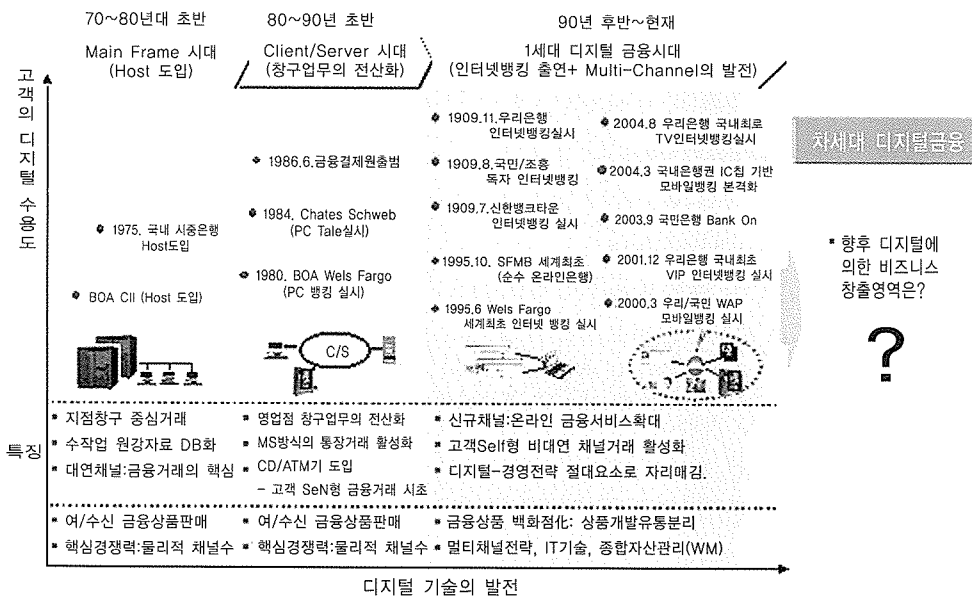 70~80년대 초반
Main Frame 시대
(Host 도입)
80~90년 초반
Client/Server 시대
(창구업무의 전산화)
90년 후반~현재
1세대 디지털 금융시대
(인터넷뱅킹 출연+ Multi-Channel의 발전)
고객의 디지털 수용도
1975. 국내 시중은행
Host도입
BOA CII (Host 도입)
1986.6.금융결제원출범
1984. Chates Schweb
(PC Tale실시)
1980. BOA Wels Fargo
(PC 뱅킹 실시)
C/S
1909.11.우리은행
인터넷뱅킹실시
1909.8.국민/조흥
독자 인터넷뱅킹
1909.7.신한뱅크타운
인터넷뱅킹 실시
1995.10. SFMB 세계최초
(순수 온라인은행)
1995.6 Wels Fargo
세계최초 인터넷 뱅킹 실시
2004.8 우리은행 국내최로
TV인터넷뱅킹실시
2004.3 국내은행권 IC칩 기반
모바일뱅킹 본격화
2003.9 국민은행 Bank On
2001.12 우리은행 국내최초
VIP 인터넷뱅킹 실시
2000.3 우리/국민 WAP
모바일뱅킹 실시
차세대 디지털금융
향후 디지털에
의한 비즈니스
창출영역은?
?
특징
지점창구 중심거래
수작업 원강자료 DB화
대연채널:금융거래의 핵심
영업점 창구업무의 전산화
MS방식의 통장거래 활성화
CD/ATM기 도입
- 고객 SeN형 금융거래 시초
신규채널:온라인 금융서비스확대
고객Self형 비대연 채널거래 활성화
디지털-경영전략 절대요소로 자리매김.
여/수신 금융상품판매
핵심경쟁력:물리적 채널수
여/수신 금융상품판매
핵심경쟁력:물리적 채널수
금융상품 백화점化: 상품개발유통분리
멀티채널전략, IT기술, 종합자산관리(WM)
디지털 기술의 발전